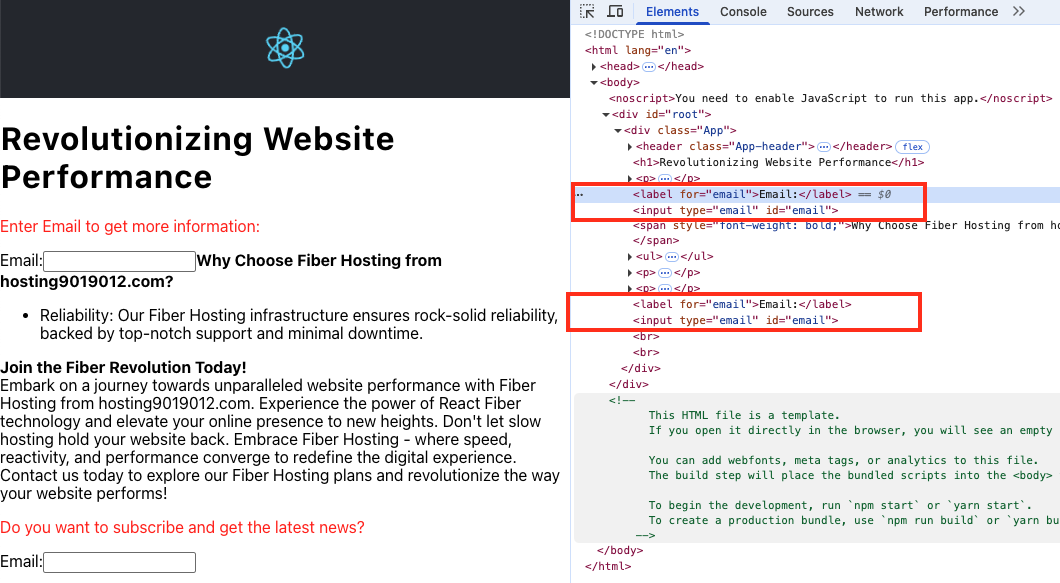 Revolutionizing Website
Performance
Enter Email to get more information:
Email:
Why Choose Fiber Hosting from
hosting9019012.com?
• Reliability: Our Fiber Hosting infrastructure ensures rock-solid reliability,
backed by top-notch support and minimal downtime.
Join the Fiber Revolution Today!
Embark on a journey towards unparalleled website performance with Fiber
Hosting from hosting9019012.com. Experience the power of React Fiber
technology and elevate your online presence to new heights. Don't let slow
hosting hold your website back. Embrace Fiber Hosting - where speed,
reactivity, and performance converge to redefine the digital experience.
Contact us today to explore our Fiber Hosting plans and revolutionize the way
your website performs!
Do you want to subscribe and get the latest news?
Email:
Elements Console Sources Network Performance
<!DOCTYPE html>
<html lang="en">
<head> … </head>
<body>
<noscript>You need to enable JavaScript to run this app.</noscript>
<div id="root">
<div class="App">
<header class="App-header"> … </header> flex
<h1>Revolutionizing Website Performance</h1>
<p> … </p>
<label for="email">Email:</label> == $0
<input type="email" id="email">
<span style="font-weight: bold;">Why Choose Fiber Hosting from
</span>
<ul> … </ul>
<p> … </p>
<p> … </p>
<label for="email">Email:</label>
<input type="email" id="email">
<br>
<br>
</div>
</div>
<!--
This HTML file is a template.
If you open it directly in the browser, you will see an empty
You can add webfonts, meta tags, or analytics to this file.
The build step will place the bundled scripts into the <body>
To begin the development, run `npm start` or `yarn start`.
To create a production bundle, use `npm run build` or `yarn
-->
</body>
</html>